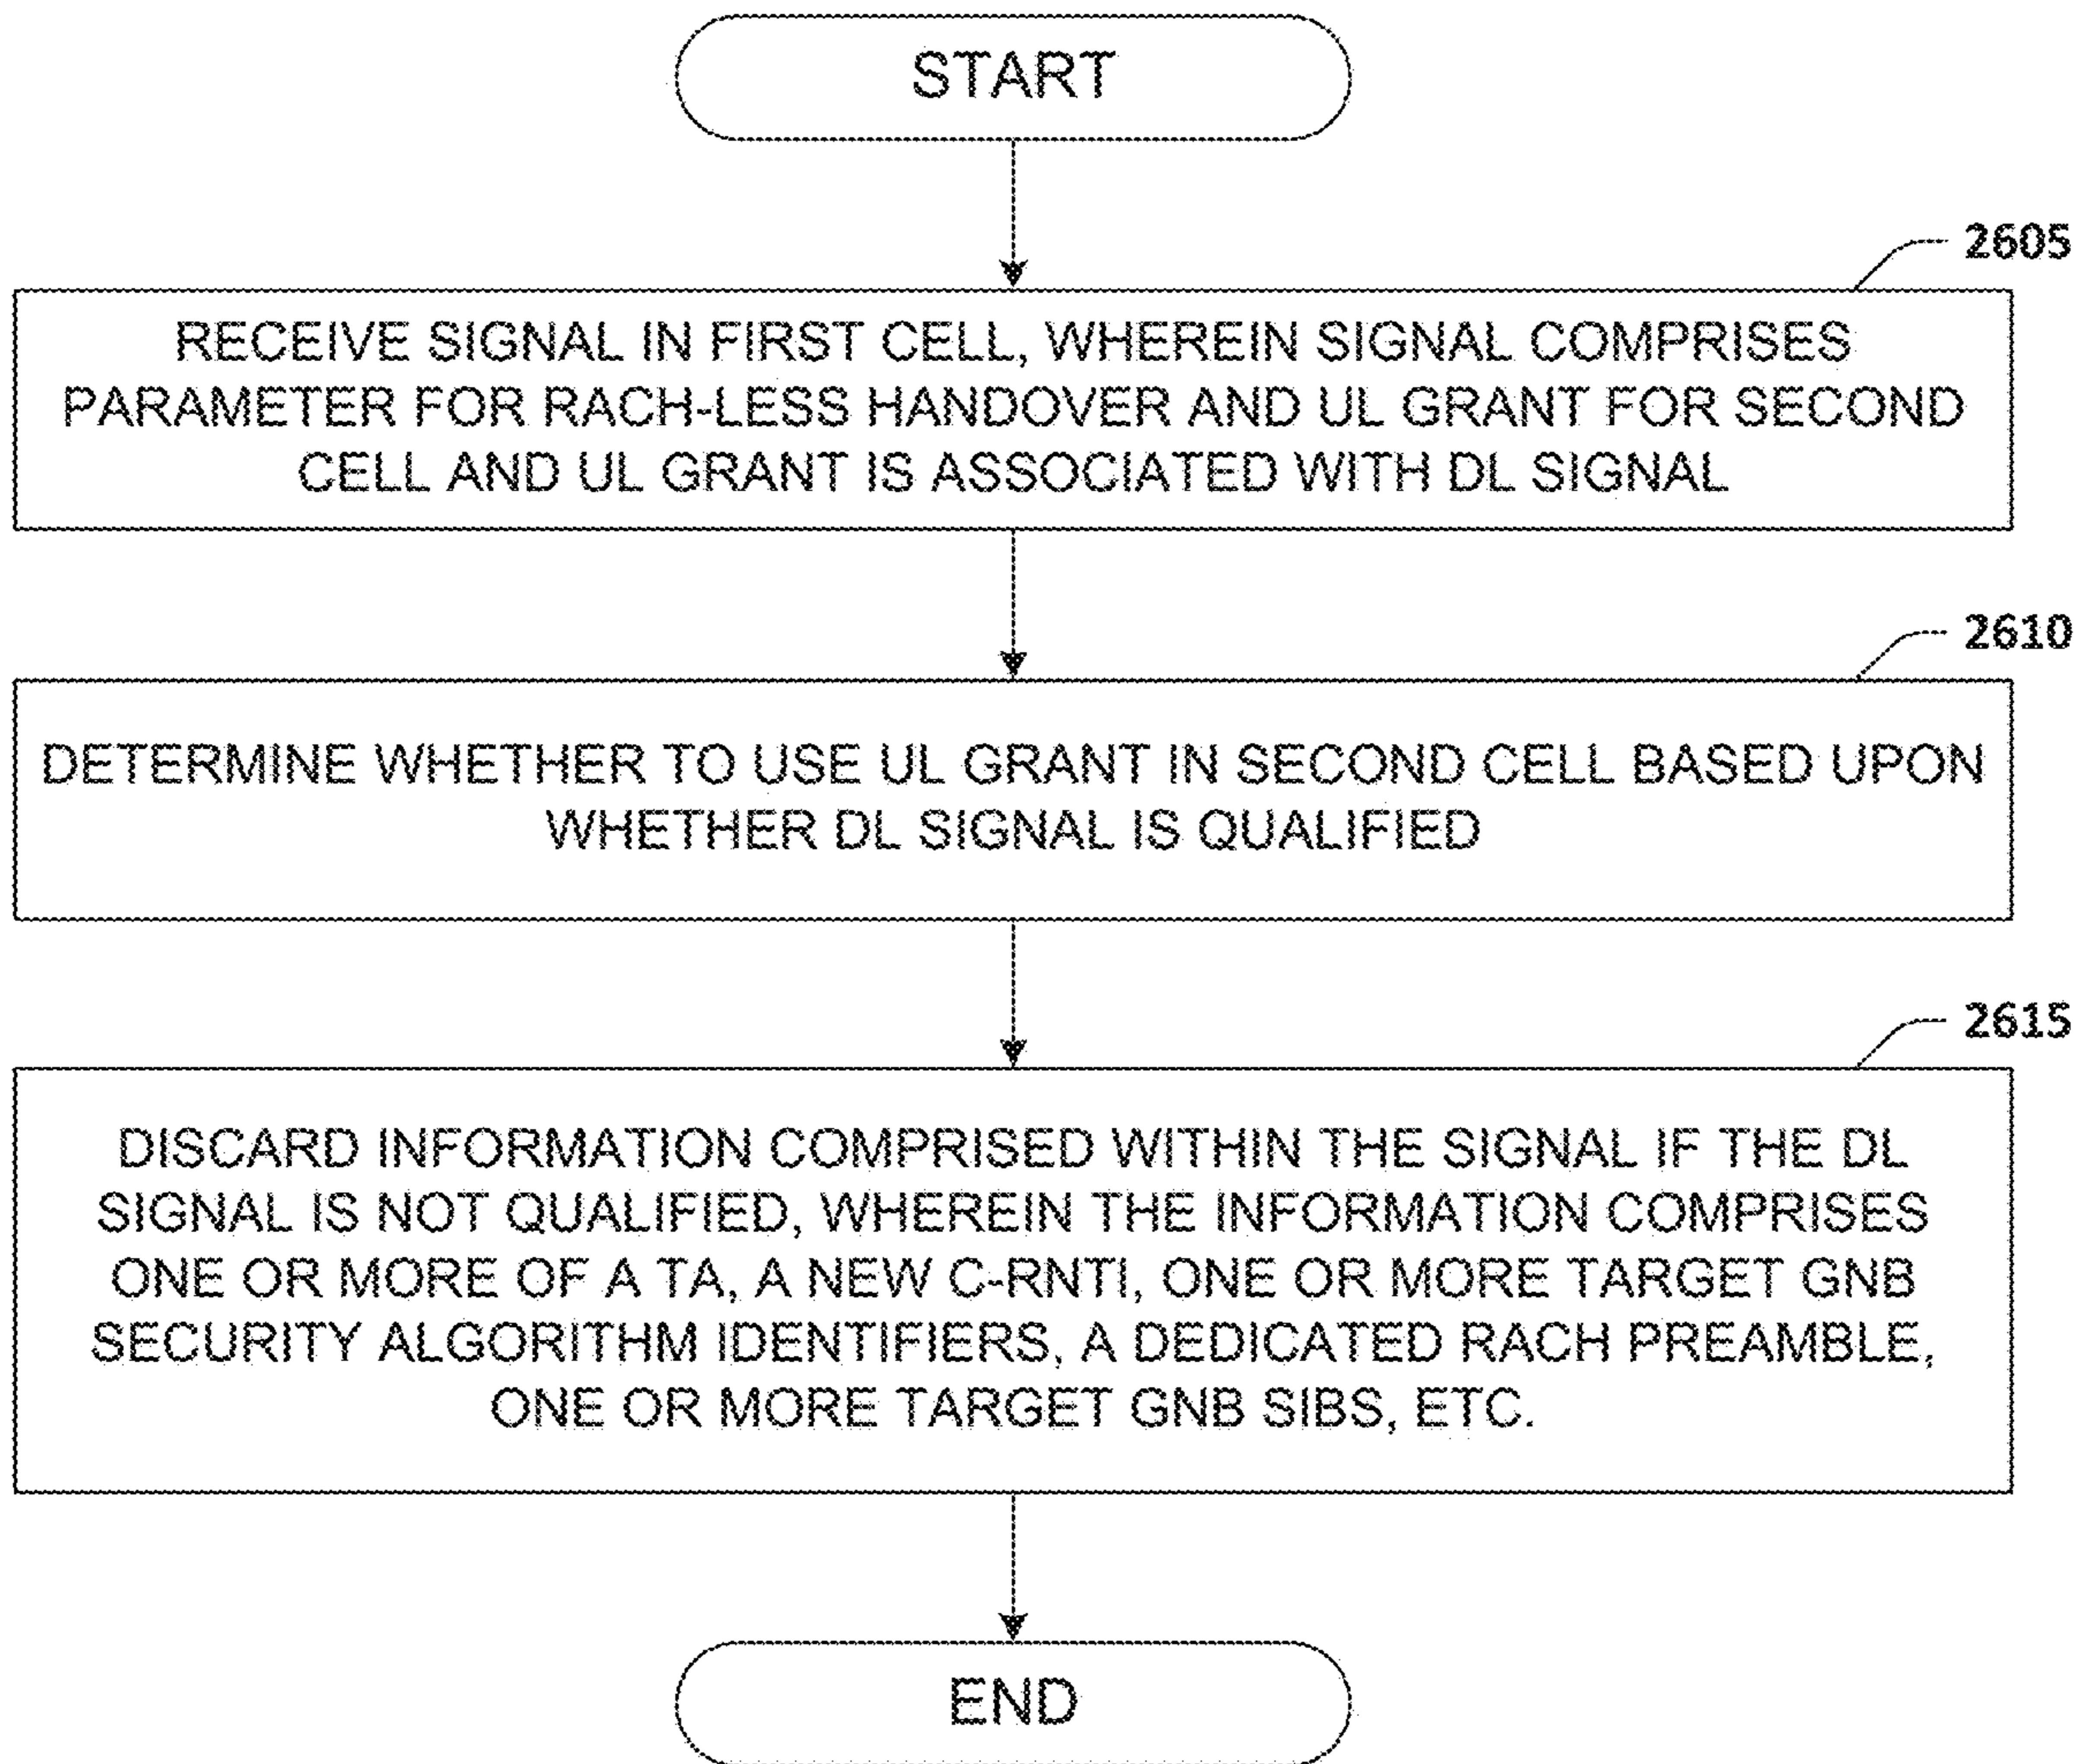 START
2605
RECEIVE SIGNAL IN FIRST CELL, WHEREIN SIGNAL COMPRISES
PARAMETER FOR RACH-LESS HANDOVER AND UL GRANT FOR SECOND
CELL AND UL GRANT IS ASSOCIATED WITH DL SIGNAL
2610
DETERMINE WHETHER TO USE UL GRANT IN SECOND CELL BASED UPON
WHETHER DL SIGNAL IS QUALIFIED
2615
DISCARD INFORMATION COMPRISED WITHIN THE SIGNAL IF THE DL
SIGNAL IS NOT QUALIFIED, WHEREIN THE INFORMATION COMPRISES
ONE OR MORE OF A TA, A NEW C-RNTI, ONE OR MORE TARGET GNB
SECURITY ALGORITHM IDENTIFIERS, A DEDICATED RACH PREAMBLE,
ONE OR MORE TARGET GNB SIBS, ETC.
END